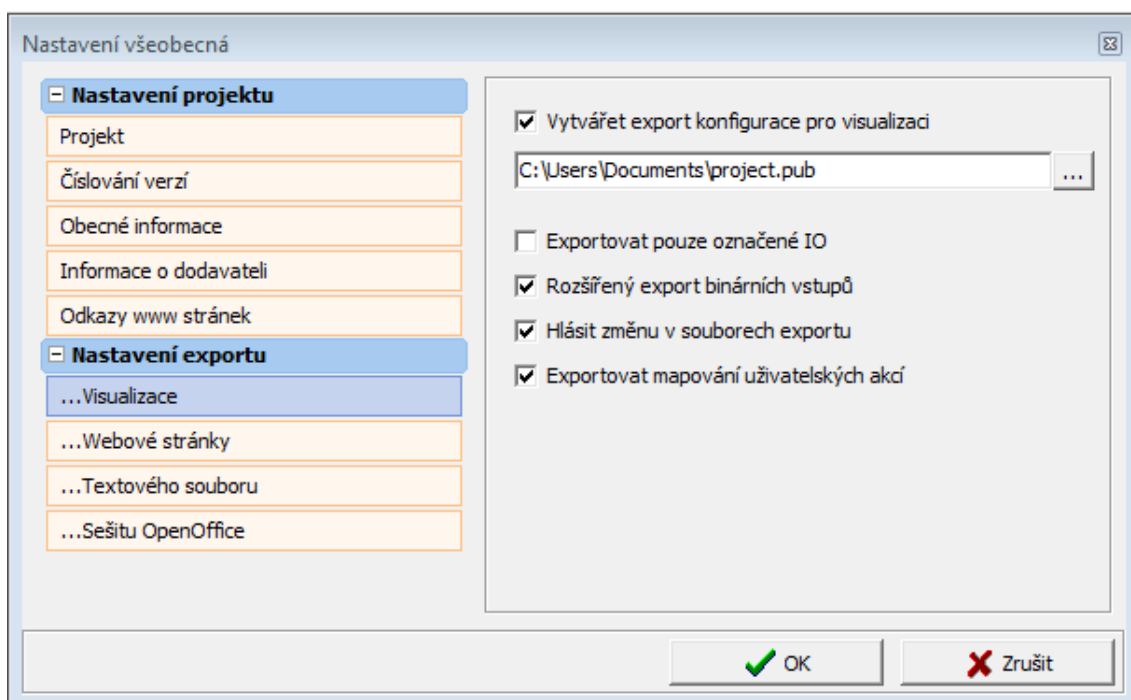 Nastavení všeobecná
Nastavení projektu
Projekt
Číslování verzí
Obecné informace
Informace o dodavateli
Odkazy www stránek
Nastavení exportu
...Visualizace
...Webové stránky
...Textového souboru
...Sešitu OpenOffice
Vytvářet export konfigurace pro visualizaci
C:\Users\Documents\project.pub
...
Exportovat pouze označené IO
Rozšířený export binárních vstupů
Hlásit změnu v souborech exportu
Exportovat mapování uživatelských akcí
OK
Zrušit